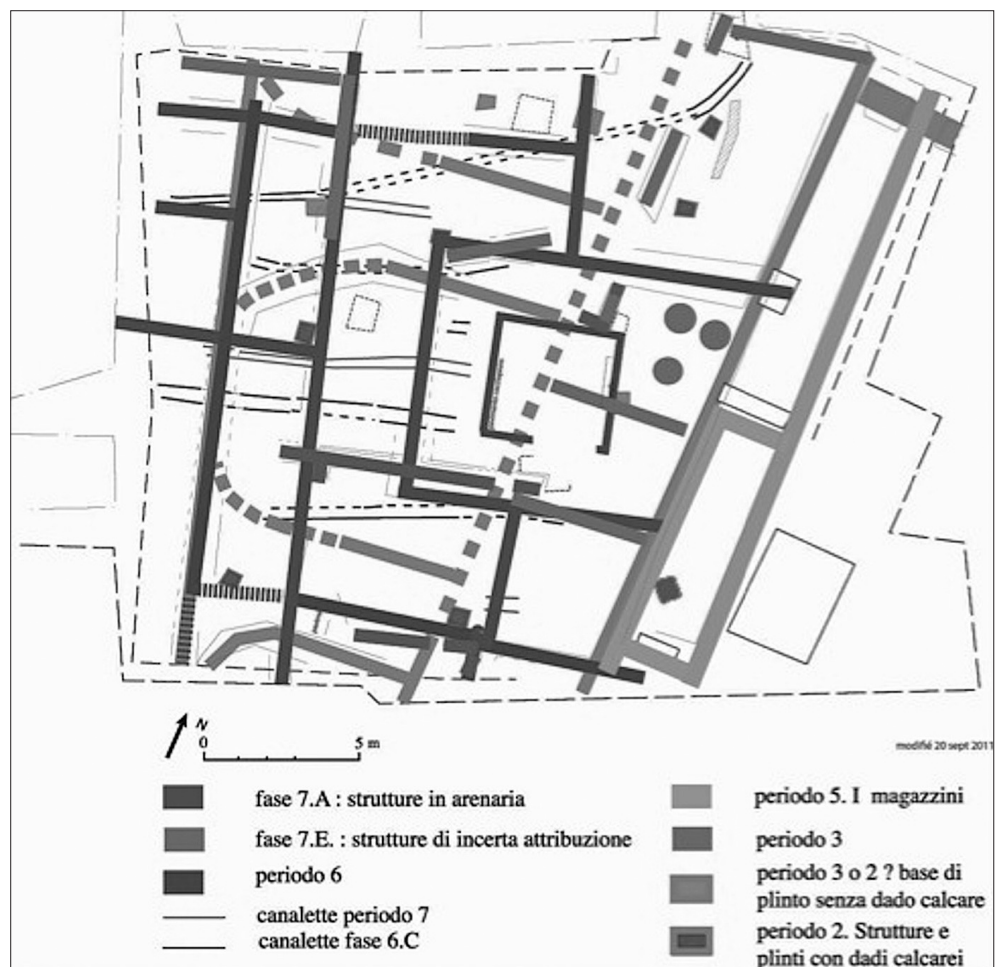 N
0 5 m
modifié 20 sept 2011
fase 7.A : strutture in arenaria
fase 7.E. : strutture di incerta attribuzione
periodo 6
canalette periodo 7
canalette fase 6.C
periodo 5. I magazzini
periodo 3
periodo 3 o 2 ? base di
plinto senza dado calcare
periodo 2. Strutture e
plinti con dadi calcarei